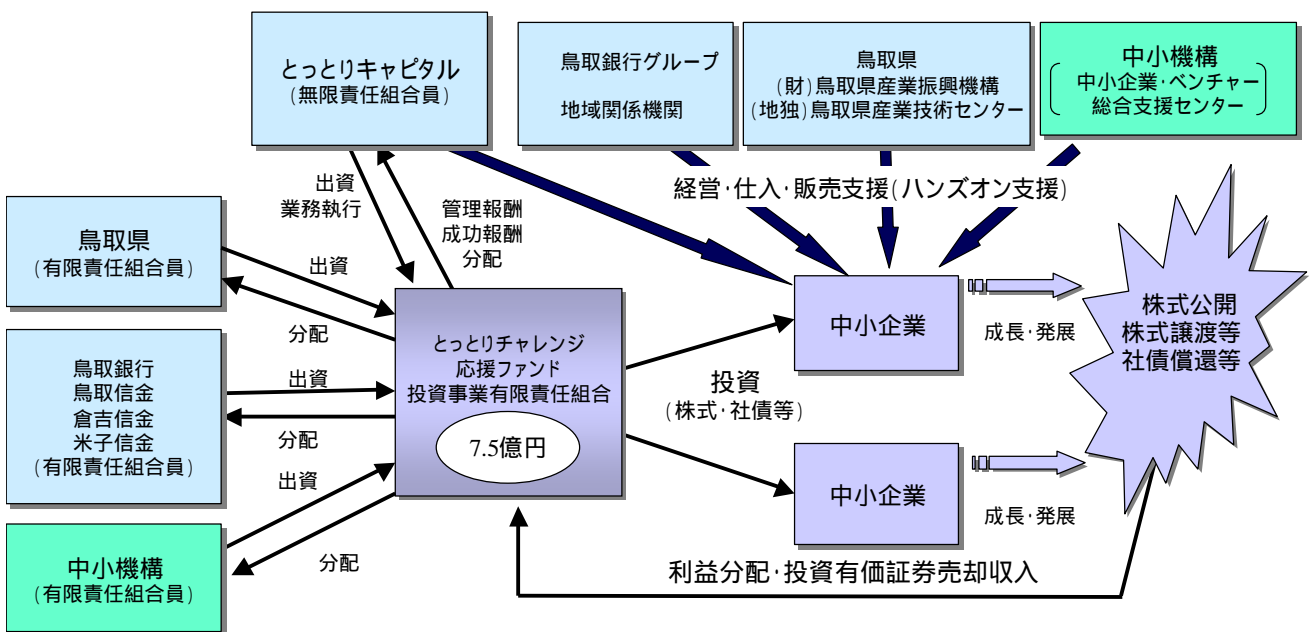 とっとりキャピタル
(無限責任組合員)
鳥取銀行グループ
地域関係機関
鳥取県
(財)鳥取県産業振興機構
(地独)鳥取県産業技術センター
中小機構
中小企業・ベンチャー
総合支援センター
経営・仕入・販売支援(ハンズオン支援)
出資
業務執行
管理報酬
成功報酬
分配
鳥取県
(有限責任組合員)
出資
分配
鳥取銀行
鳥取信金
倉吉信金
米子信金
(有限責任組合員)
出資
分配
中小機構
(有限責任組合員)
出資
分配
とっとりチャレンジ
応援ファンド
投資事業有限責任組合
7.5億円
投資
(株式・社債等)
中小企業
成長・発展
中小企業
成長・発展
株式公開
株式譲渡等
社債償還等
利益分配・投資有価証券売却収入